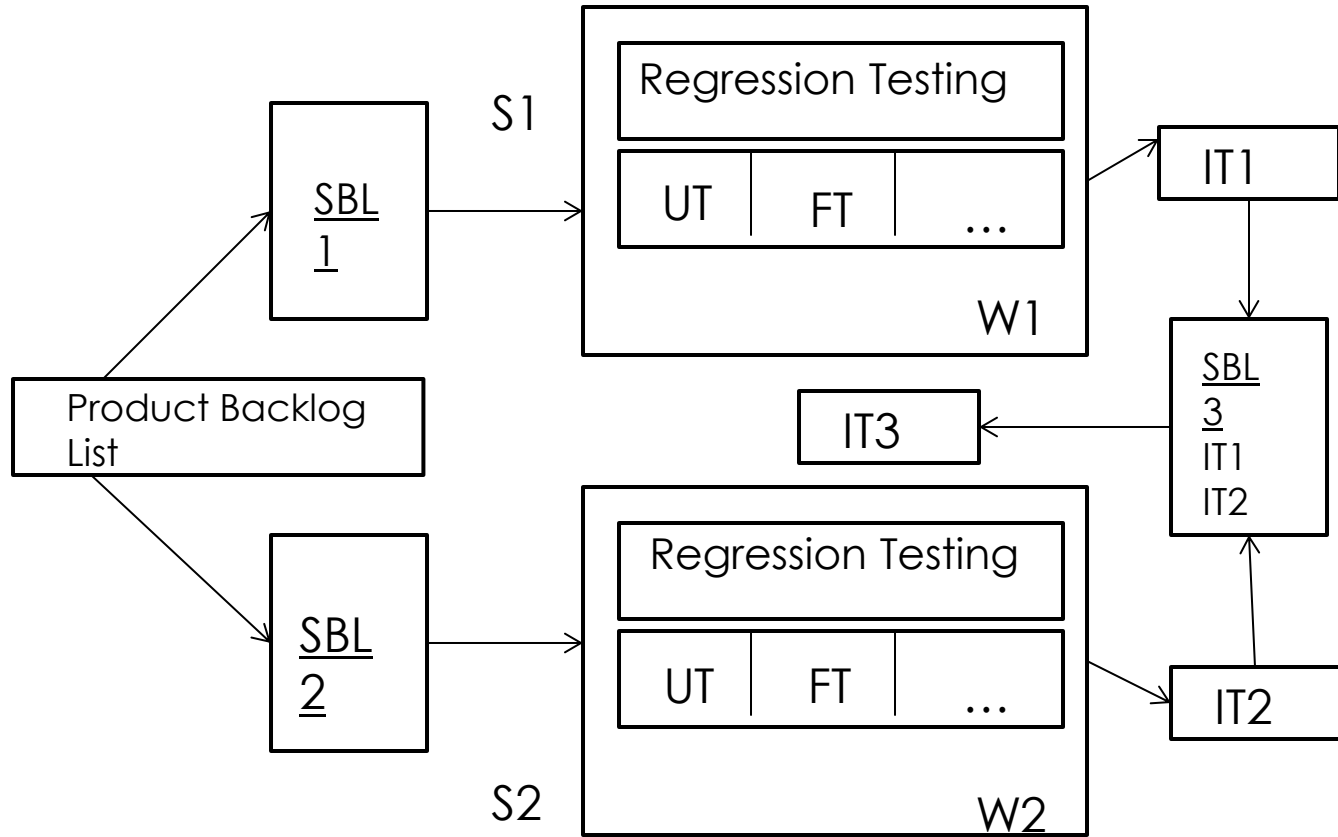 Regression Testing
S1
UT FT ...
IT1
SBL
1
W1
Product Backlog
List
SBL
3
IT1
IT2
IT3
Regression Testing
SBL
2
UT FT ...
IT2
S2
W2